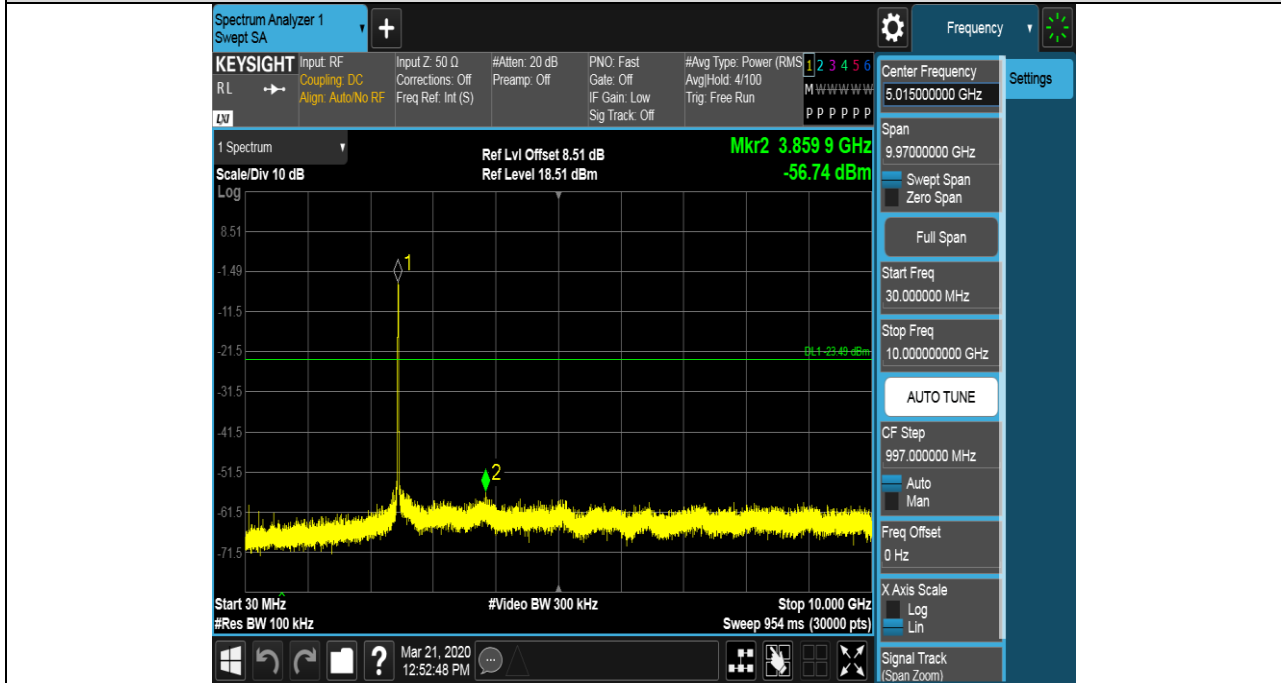 Spectrum Analyzer 1
Swept SA
Frequency
KEYSIGHT
RL
LXI
Input: RF
Coupling: DC
Align: Auto/No RF
Input Z: 50 Ω
Corrections: Off
Freq Ref: Int (S)
#Atten: 20 dB
Preamp: Off
PNO: Fast
Gate: Off
IF Gain: Low
Sig Track: Off
#Avg Type: Power (RMS
Avg|Hold: 4/100
Trig: Free Run
1 2 3 4 5 6
M W W W W W
P P P P P P
1 Spectrum
Scale/Div 10 dB
Ref Lvl Offset 8.51 dB
Ref Level 18.51 dBm
Mkr2 3.859 9 GHz
-56.74 dBm
Log
8.51
-1.49
-11.5
-21.5
-31.5
-41.5
-51.5
-61.5
-71.5
1
2
DL1 -23.49 dBm
Start 30 MHz
#Res BW 100 kHz
#Video BW 300 kHz
Stop 10.000 GHz
Sweep 954 ms (30000 pts)
Mar 21, 2020
12:52:48 PM
Center Frequency
5.015000000 GHz
Settings
Span
9.97000000 GHz
Swept Span
Zero Span
Full Span
Start Freq
30.000000 MHz
Stop Freq
10.000000000 GHz
AUTO TUNE
CF Step
997.000000 MHz
Auto
Man
Freq Offset
0 Hz
X Axis Scale
Log
Lin
Signal Track
(Span Zoom)